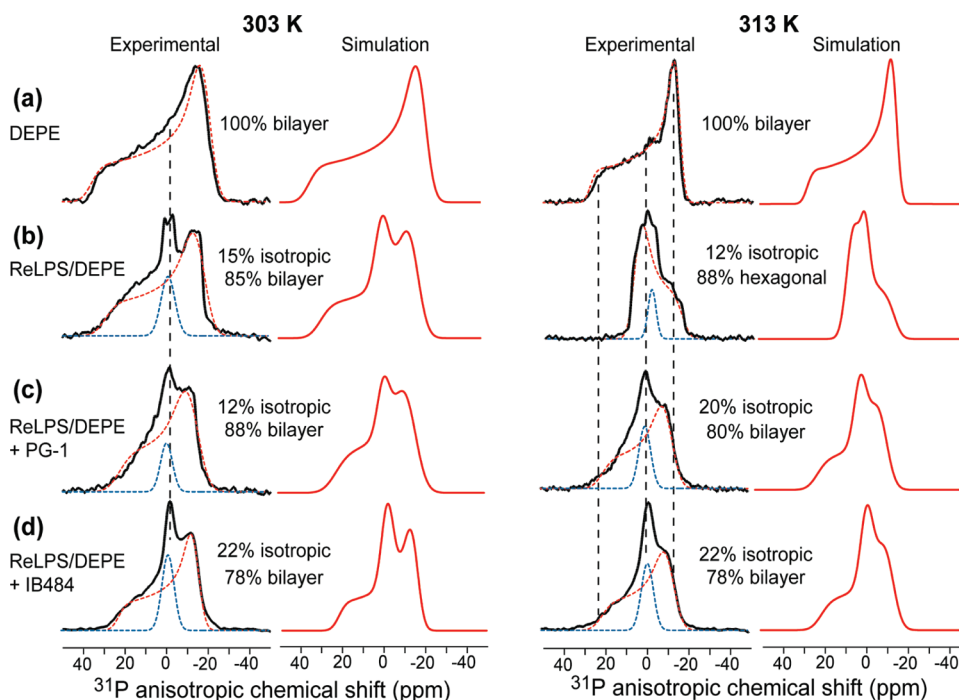 303 K
313 K
Experimental
Simulation
Experimental
Simulation
(a)
DEPE
100% bilayer
100% bilayer
(b)
ReLPS/DEPE
15% isotropic
85% bilayer
12% isotropic
88% hexagonal
(c)
ReLPS/DEPE
+ PG-1
12% isotropic
88% bilayer
20% isotropic
80% bilayer
(d)
ReLPS/DEPE
+ IB484
22% isotropic
78% bilayer
22% isotropic
78% bilayer
40 20 0 -20 -40
40 20 0 -20 -40
40 20 0 -20 -40
40 20 0 -20 -40
31P anisotropic chemical shift (ppm)
31P anisotropic chemical shift (ppm)